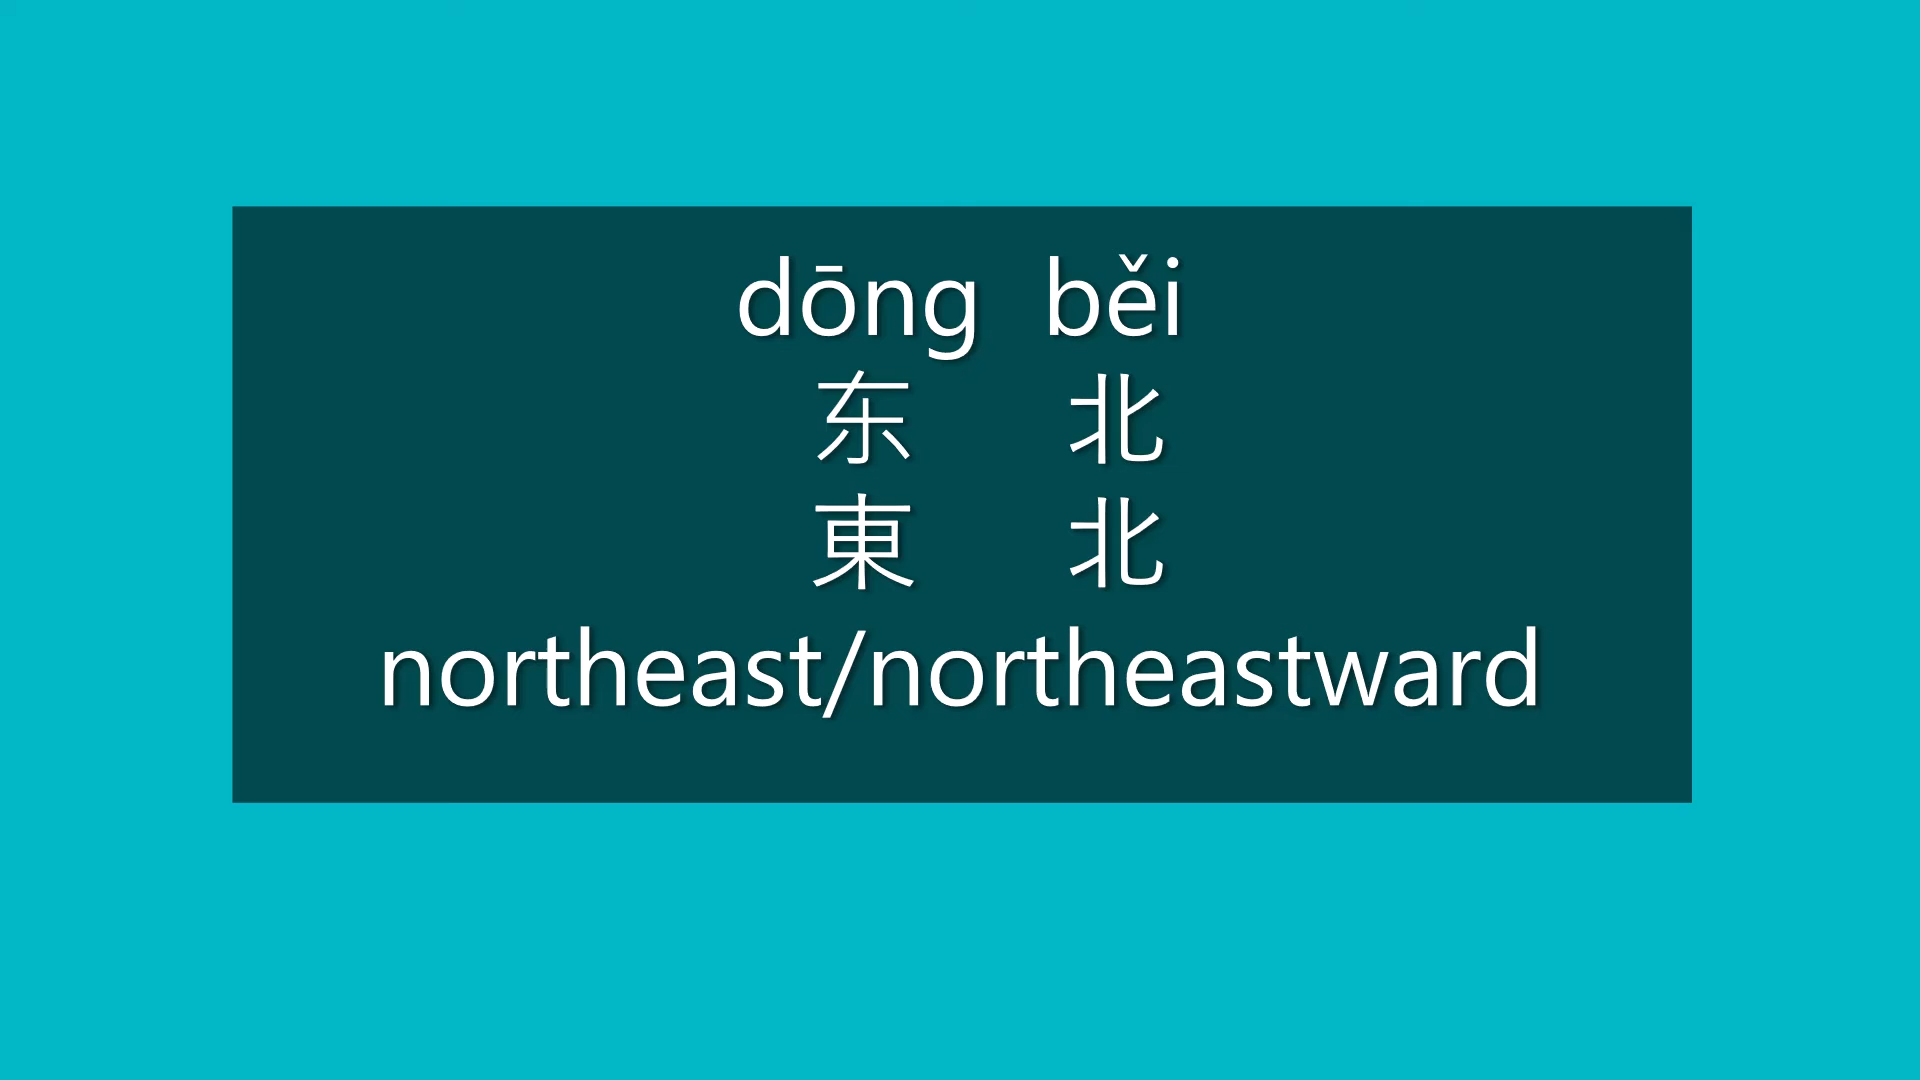 dōng běi
东 北
東 北
northeast/northeastward